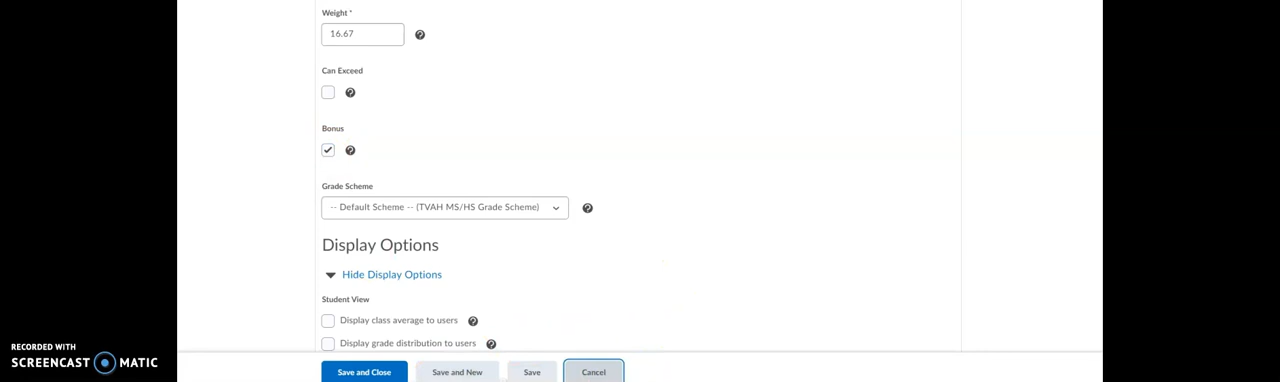 Weight *
16.67
Can Exceed
Bonus
Grade Scheme
-- Default Scheme -- (TVAH MS/HS Grade Scheme)
Display Options
Hide Display Options
Student View
Display class average to users
Display grade distribution to users
RECORDED WITH
SCREENCAST MATIC
Save and Close Save and New Save Cancel